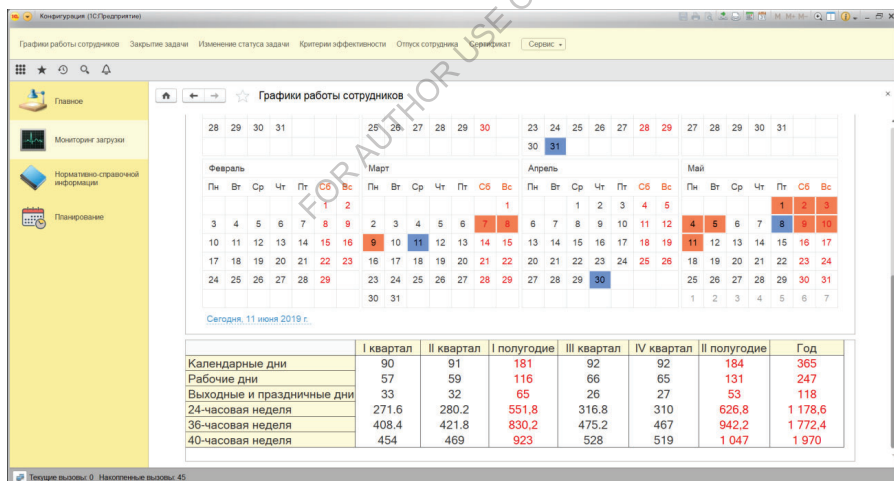 Конфигурация (1С:Предприятие)
M M+ M-
Графики работы сотрудников Закрытие задачи Изменение статуса задачи Критерии эффективности Отпуск сотрудника Сертификат Сервис
Главное
Мониторинг загрузки
Нормативно-справочной
информации
Планирование
Графики работы сотрудников
28 29 30 31 25 26 27 28 29 30 23 24 25 26 27 28 29 27 28 29 30 31
30 31
Февраль Март Апрель Май
Пн Вт Ср Чт Пт Сб Вс Пн Вт Ср Чт Пт Сб Вс Пн Вт Ср Чт Пт Сб Вс Пн Вт Ср Чт Пт Сб Вс
1 2 1 1 2 3 4 5 1 2 3
3 4 5 6 7 8 9 2 3 4 5 6 7 8 6 7 8 9 10 11 12 4 5 6 7 8 9 10
10 11 12 13 14 15 16 9 10 11 12 13 14 15 13 14 15 16 17 18 19 11 12 13 14 15 16 17
17 18 19 20 21 22 23 16 17 18 19 20 21 22 20 21 22 23 24 25 26 18 19 20 21 22 23 24
24 25 26 27 28 29 23 24 25 26 27 28 29 27 28 29 30 25 26 27 28 29 30 31
30 31 1 2 3 4 5 6 7
Сегодня, 11 июня 2019 г.
I квартал II квартал I полугодие III квартал IV квартал II полугодие Год
Календарные дни 90 91 181 92 92 184 365
Рабочие дни 57 59 116 66 65 131 247
Выходные и праздничные дни 33 32 65 26 27 53 118
24-часовая неделя 271.6 280.2 551,8 316.8 310 626,8 1 178,6
36-часовая неделя 408.4 421.8 830,2 475.2 467 942,2 1 772,4
40-часовая неделя 454 469 923 528 519 1 047 1 970
Текущие вызовы: 0 Накопленные вызовы: 45
FOR AUTHOR USE